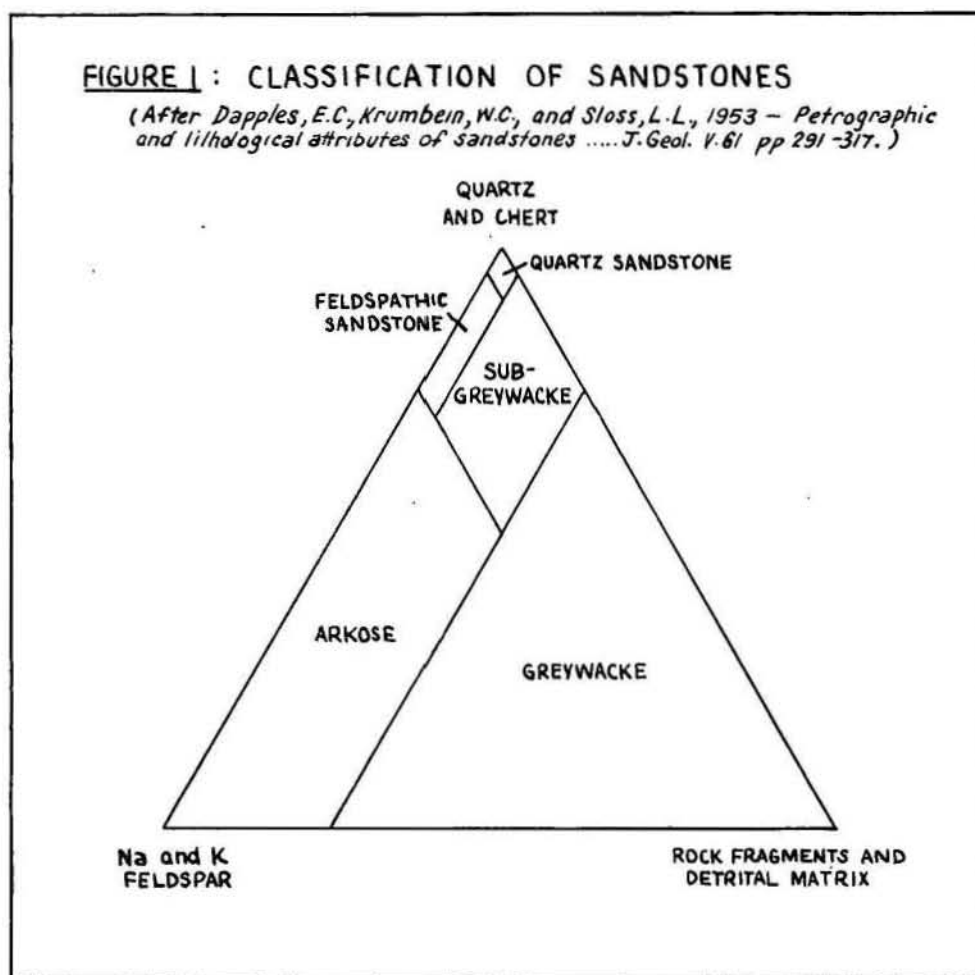 FIGURE 1 : CLASSIFICATION OF SANDSTONES
(After Dapples, E.C., Krumbein, W.C., and Sloss, L.L., 1953 - Petrographic
and lilhological attributes of sandstones ..... J. Geol. V.61 pp 291-317.)
QUARTZ
AND CHERT
QUARTZ SANDSTONE
FELDSPATHIC
SANDSTONE
SUB-
GREYWACKE
ARKOSE
GREYWACKE
Na and K
FELDSPAR
ROCK FRAGMENTS AND
DETRITAL MATRIX